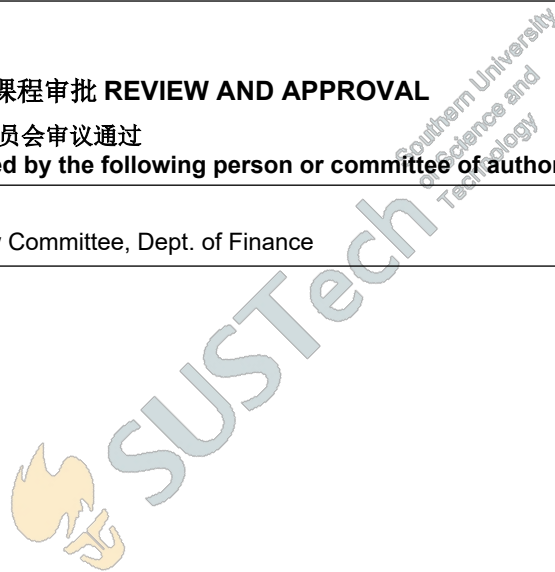 课程审批 REVIEW AND APPROVAL
员会审议通过
ed by the following person or committee of author
Committee, Dept. of Finance
SUSTech
Southern University
of Science and
Technology